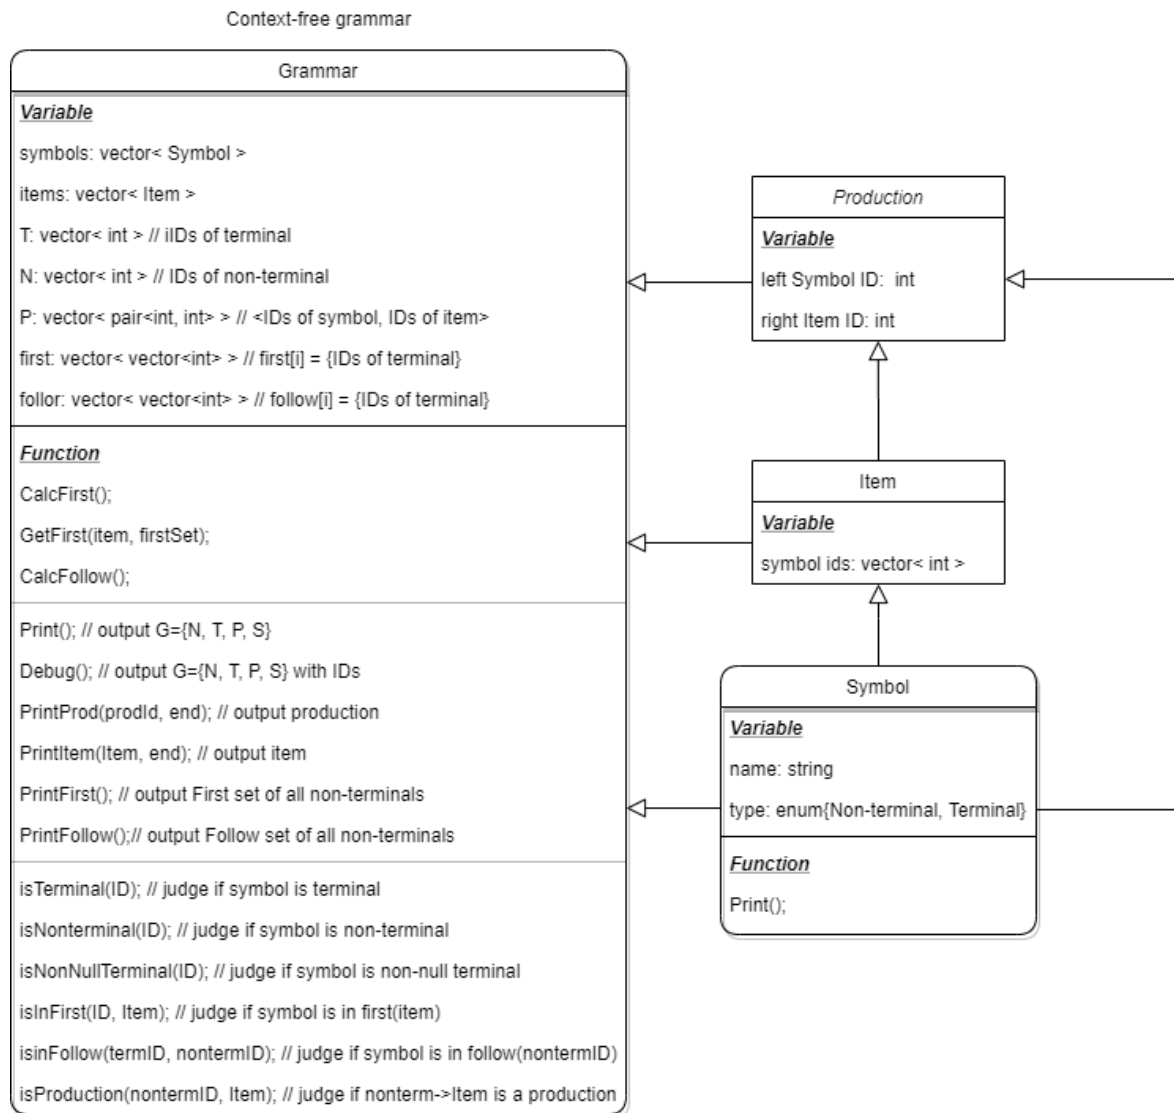 Context-free grammar
Grammar
Variable
symbols: vector< Symbol >
items: vector< Item >
T: vector< int > // iIDs of terminal
N: vector< int > // IDs of non-terminal
P: vector< pair<int, int> > // <IDs of symbol, IDs of item>
first: vector< vector<int> > // first[i] = {IDs of terminal}
follor: vector< vector<int> > // follow[i] = {IDs of terminal}
Function
CalcFirst();
GetFirst(item, firstSet);
CalcFollow();
Print(); // output G={N, T, P, S}
Debug(); // output G={N, T, P, S} with IDs
PrintProd(prodId, end); // output production
PrintItem(Item, end); // output item
PrintFirst(); // output First set of all non-terminals
PrintFollow();// output Follow set of all non-terminals
isTerminal(ID); // judge if symbol is terminal
isNonterminal(ID); // judge if symbol is non-terminal
isNonNullTerminal(ID); // judge if symbol is non-null terminal
isInFirst(ID, Item); // judge if symbol is in first(item)
isinFollow(termID, nontermID); // judge if symbol is in follow(nontermID)
isProduction(nontermID, Item); // judge if nonterm->Item is a production
Production
Variable
left Symbol ID:  int
right Item ID: int
Item
Variable
symbol ids: vector< int >
Symbol
Variable
name: string
type: enum{Non-terminal, Terminal}
Function
Print();